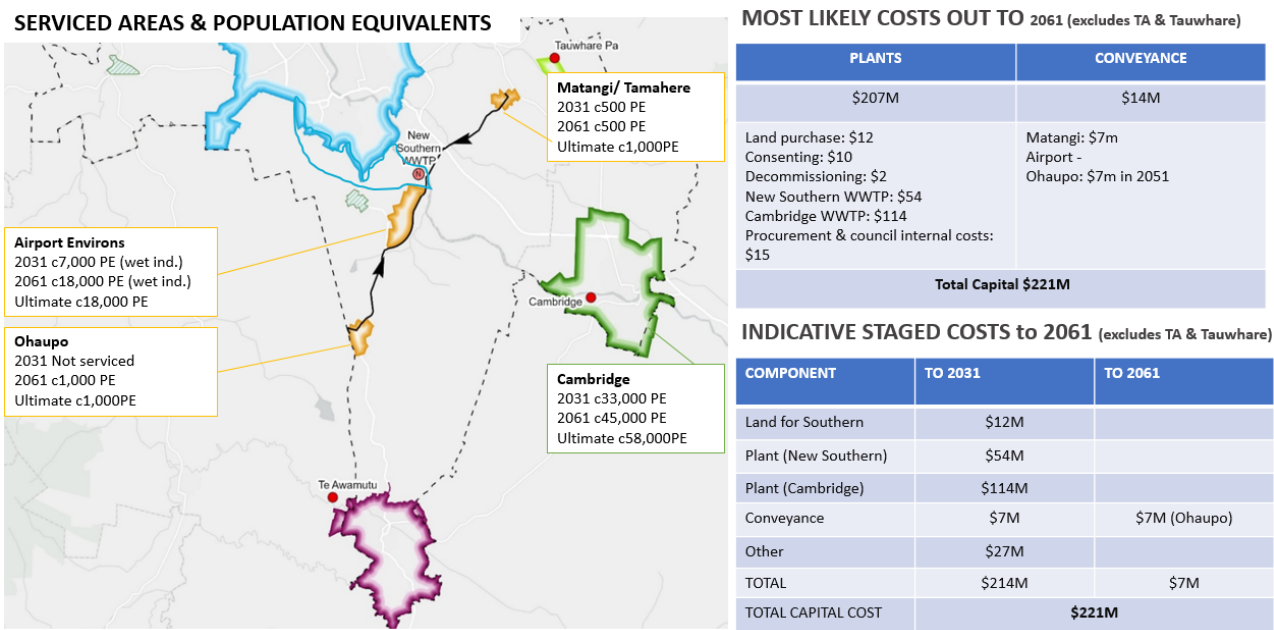 SERVICED AREAS & POPULATION EQUIVALENTS
Tauwhare Pa
Matangi/ Tamahere
2031 c500 PE
2061 c500 PE
Ultimate c1,000PE
New
Southern
WWTP
N
Airport Environs
2031 c7,000 PE (wet ind.)
2061 c18,000 PE (wet ind.)
Ultimate c18,000 PE
Cambridge
Ohaupo
2031 Not serviced
2061 c1,000 PE
Ultimate c1,000PE
Cambridge
2031 c33,000 PE
2061 c45,000 PE
Ultimate c58,000PE
Te Awamutu
MOST LIKELY COSTS OUT TO 2061 (excludes TA & Tauwhare)
PLANTS CONVEYANCE
$207M $14M
Land purchase: $12
Consenting: $10
Decommissioning: $2
New Southern WWTP: $54
Cambridge WWTP: $114
Procurement & council internal costs:
$15
Matangi: $7m
Airport -
Ohaupo: $7m in 2051
Total Capital $221M
INDICATIVE STAGED COSTS to 2061 (excludes TA & Tauwhare)
COMPONENT TO 2031 TO 2061
Land for Southern $12M
Plant (New Southern) $54M
Plant (Cambridge) $114M
Conveyance $7M $7M (Ohaupo)
Other $27M
TOTAL $214M $7M
TOTAL CAPITAL COST $221M